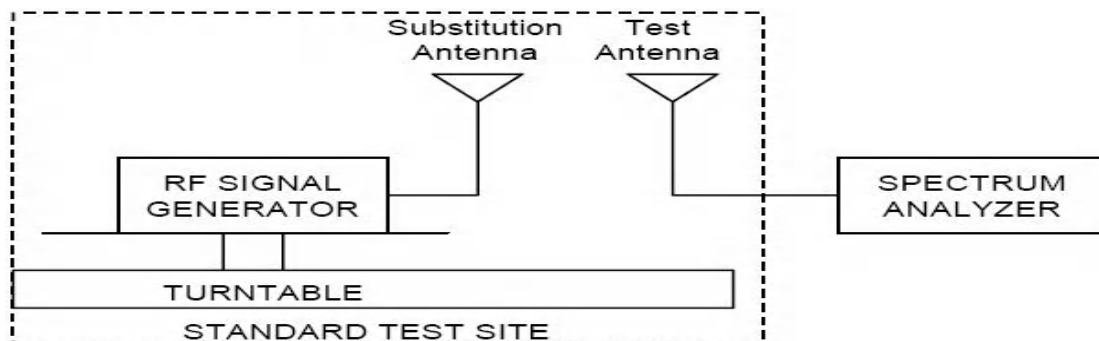 Substitution
Antenna
Test
Antenna
RF SIGNAL
GENERATOR
SPECTRUM
ANALYZER
TURNTABLE
STANDARD TEST SITE